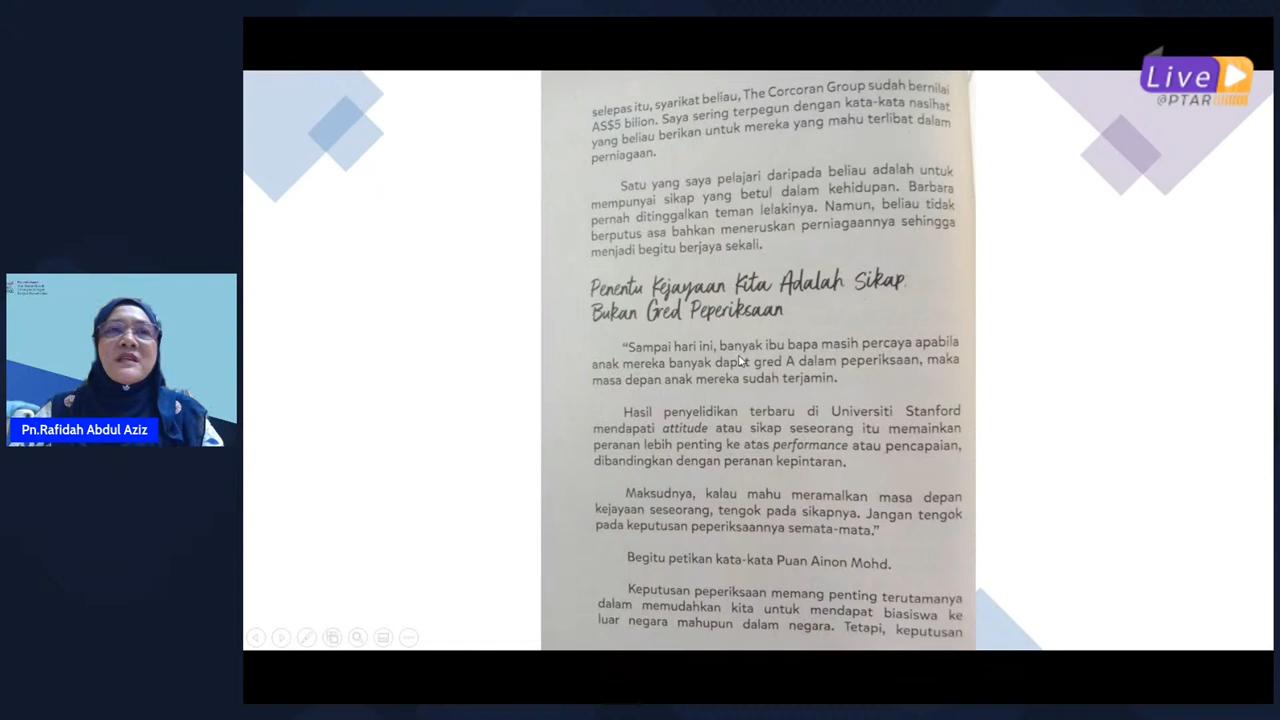 Live
@PTAR
selepas itu, syarikat beliau, The Corcoran Group sudah bernilai
AS$5 bilion. Saya sering terpegun dengan kata-kata nasihat
yang beliau berikan untuk mereka yang mahu terlibat dalam
perniagaan.
Satu yang saya pelajari daripada beliau adalah untuk
mempunyai sikap yang betul dalam kehidupan. Barbara
pernah ditinggalkan teman lelakinya. Namun, beliau tidak
berputus asa bahkan meneruskan perniagaannya sehingga
menjadi begitu berjaya sekali.
Penentu Kejayaan Kita Adalah Sikap,
Bukan Gred Peperiksaan
“Sampai hari ini, banyak ibu bapa masih percaya apabila
anak mereka banyak dapat gred A dalam peperiksaan, maka
masa depan anak mereka sudah terjamin.
Hasil penyelidikan terbaru di Universiti Stanford
mendapati attitude atau sikap seseorang itu memainkan
peranan lebih penting ke atas performance atau pencapaian,
dibandingkan dengan peranan kepintaran.
Maksudnya, kalau mahu meramalkan masa depan
kejayaan seseorang, tengok pada sikapnya. Jangan tengok
pada keputusan peperiksaannya semata-mata.”
Begitu petikan kata-kata Puan Ainon Mohd.
Keputusan peperiksaan memang penting terutamanya
dalam memudahkan kita untuk mendapat biasiswa ke
luar negara mahupun dalam negara. Tetapi, keputusan
Pn.Rafidah Abdul Aziz